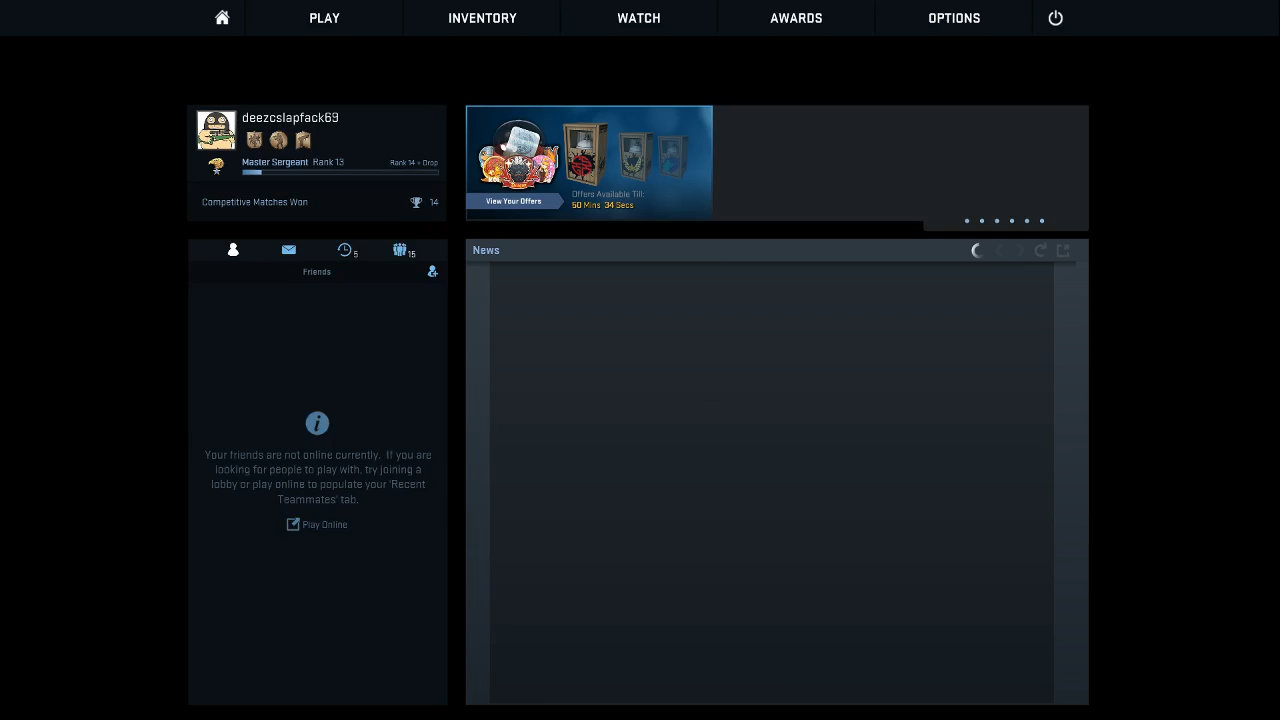 PLAY
INVENTORY
WATCH
AWARDS
OPTIONS
deezcslapfack69
Master Sergeant Rank 13
Rank 14 = Drop
Competitive Matches Won
14
View Your Offers
Offers Available Till:
50 Mins 34 Secs
5
15
Friends
News
Your friends are not online currently. If you are
looking for people to play with, try joining a
lobby or play online to populate your 'Recent
Teammates' tab.
Play Online